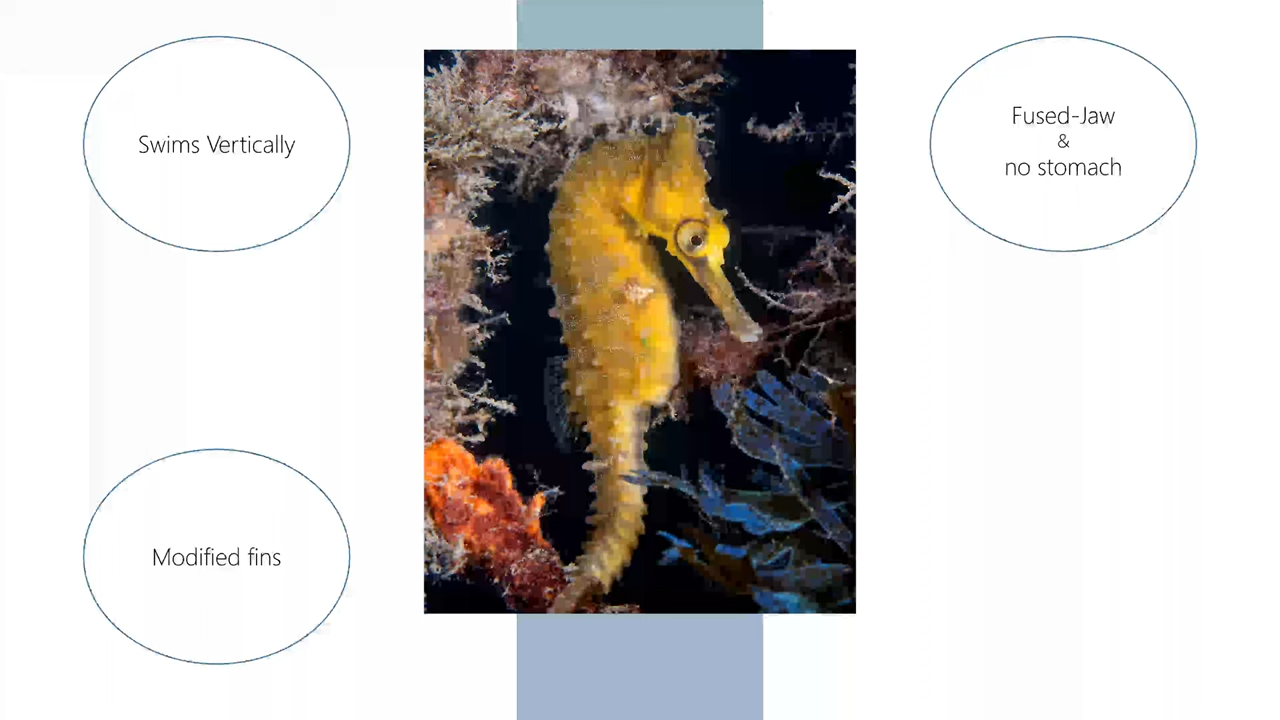 Swims Vertically
Fused-Jaw
&
no stomach
Modified fins